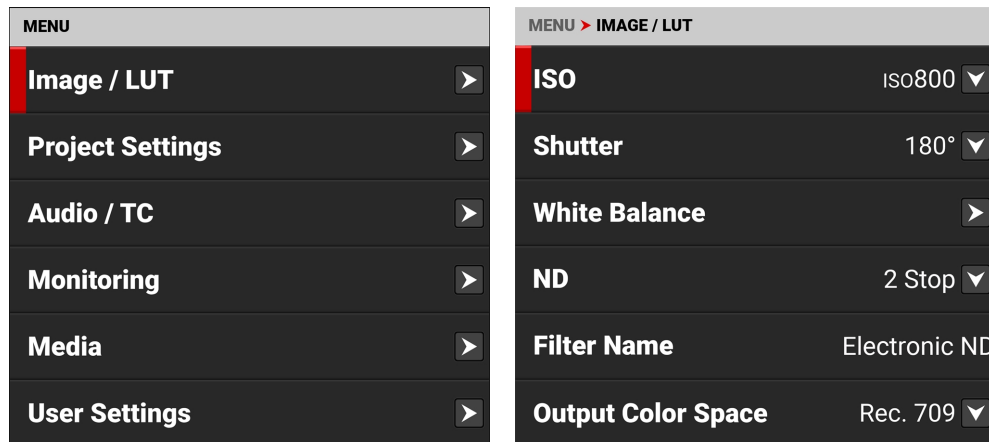 MENU
Image / LUT
Project Settings
Audio / TC
Monitoring
Media
User Settings
MENU ➤ IMAGE / LUT
ISO ISO800
Shutter 180°
White Balance
ND 2 Stop
Filter Name Electronic ND
Output Color Space Rec. 709